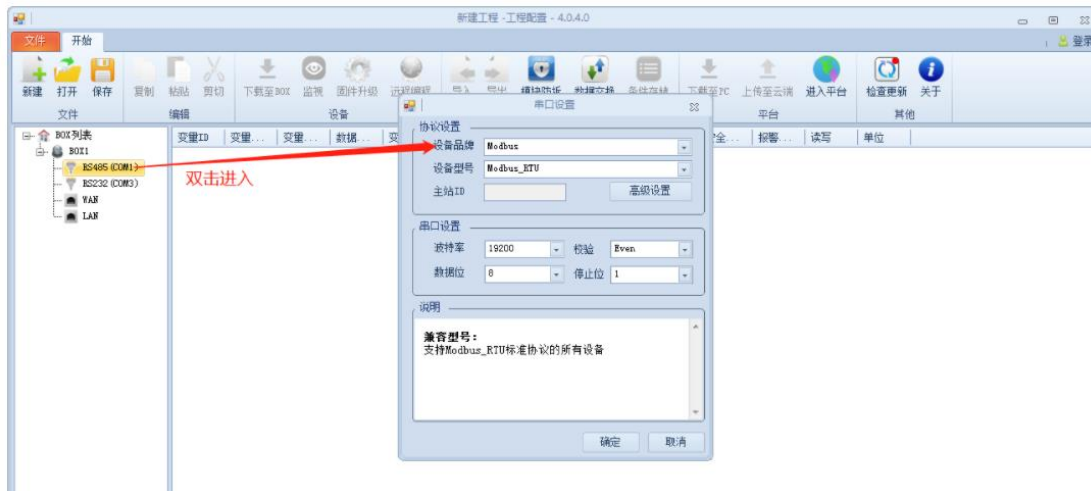 新建工程 -工程配置 - 4.0.4.0
文件 开始 登录
新建 打开 保存 复制 粘贴 剪切 下载至BOX 监视 固件升级 远程编程 导入 导出 模块防拆 数据交换 条件存储 下载至PC 上传至云端 进入平台 检查更新 关于
文件 编辑 设备 平台 其他
BOX列表
BOX1
RS485(COM1)
RS232(COM3)
WAN
LAN
变量ID 变量... 变量... 数据... 变 全... 报警... 读写 单位
双击进入
串口设置
协议设置
设备品牌 Modbus
设备型号 Modbus_RTU
主站ID 高级设置
串口设置
波特率 19200 校验 Even
数据位 8 停止位 1
说明
兼容型号：
支持Modbus_RTU标准协议的所有设备
确定 取消